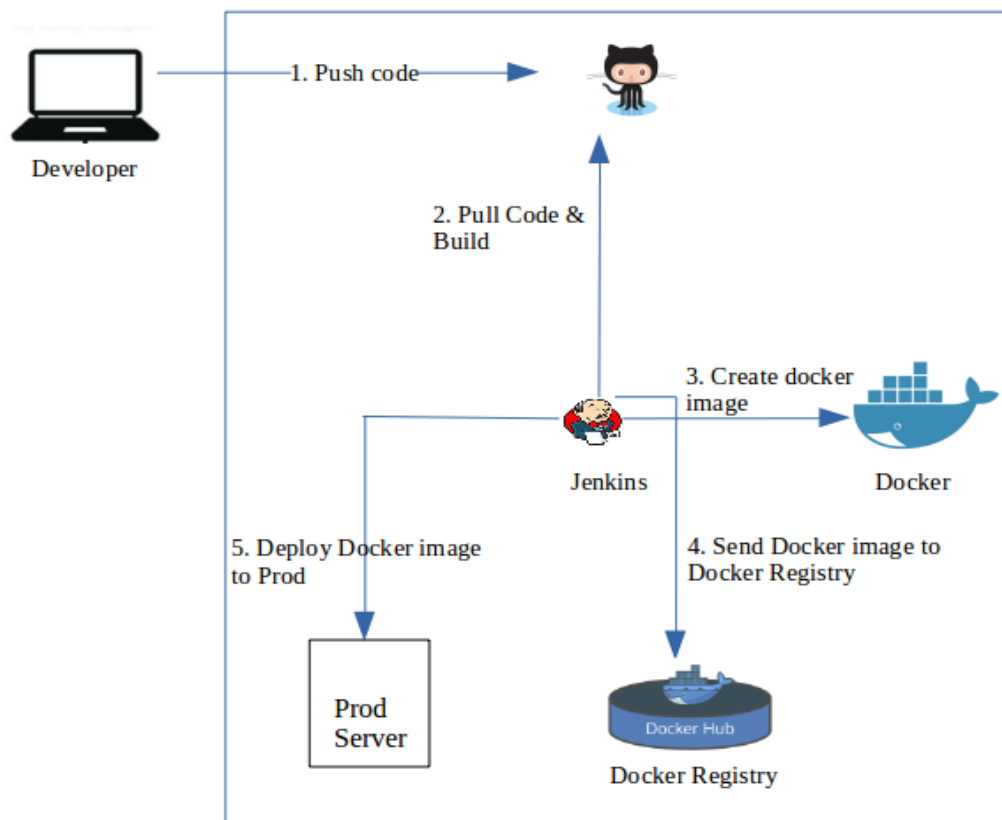 1. Push code
Developer
2. Pull Code &
Build
3. Create docker
image
Jenkins
Docker
5. Deploy Docker image
to Prod
4. Send Docker image to
Docker Registry
Prod
Server
Docker Hub
Docker Registry